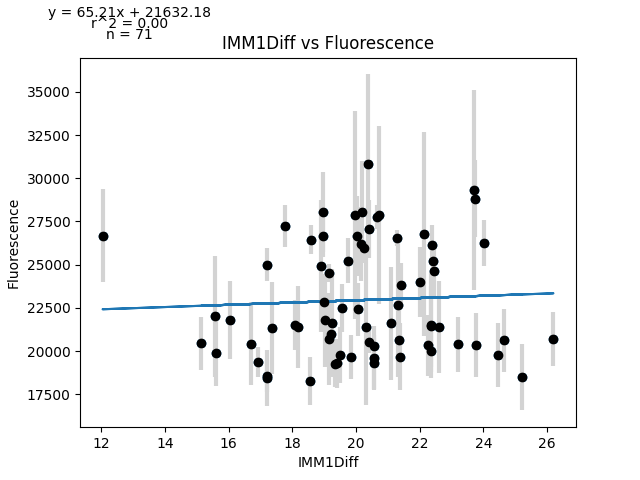 y = 65.21x + 21632.18
r^2 = 0.00
n = 71
IMM1Diff vs Fluorescence
35000
32500
30000
27500
25000
22500
20000
17500
Fluorescence
12 14 16 18 20 22 24 26
IMM1Diff